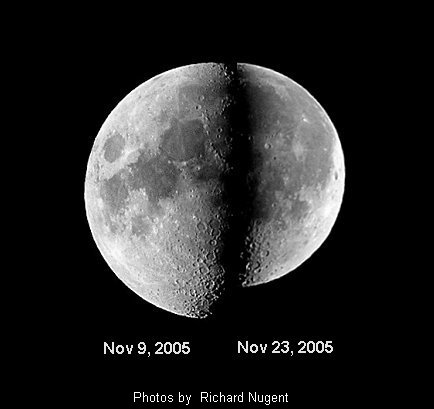 Nov 9, 2005 Nov 23, 2005
Photos by Richard Nugent